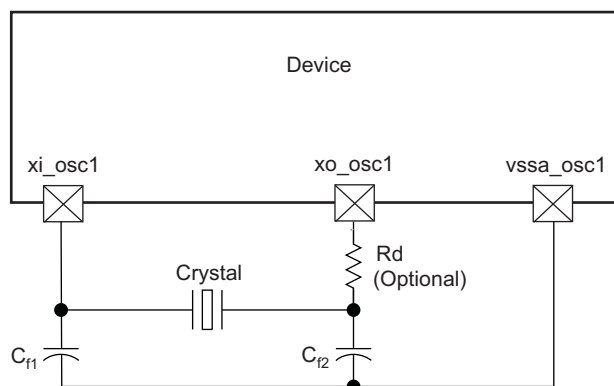 Device
xi_osc1
xo_osc1
vssa_osc1
Rd
(Optional)
Crystal
Cf1
Cf2